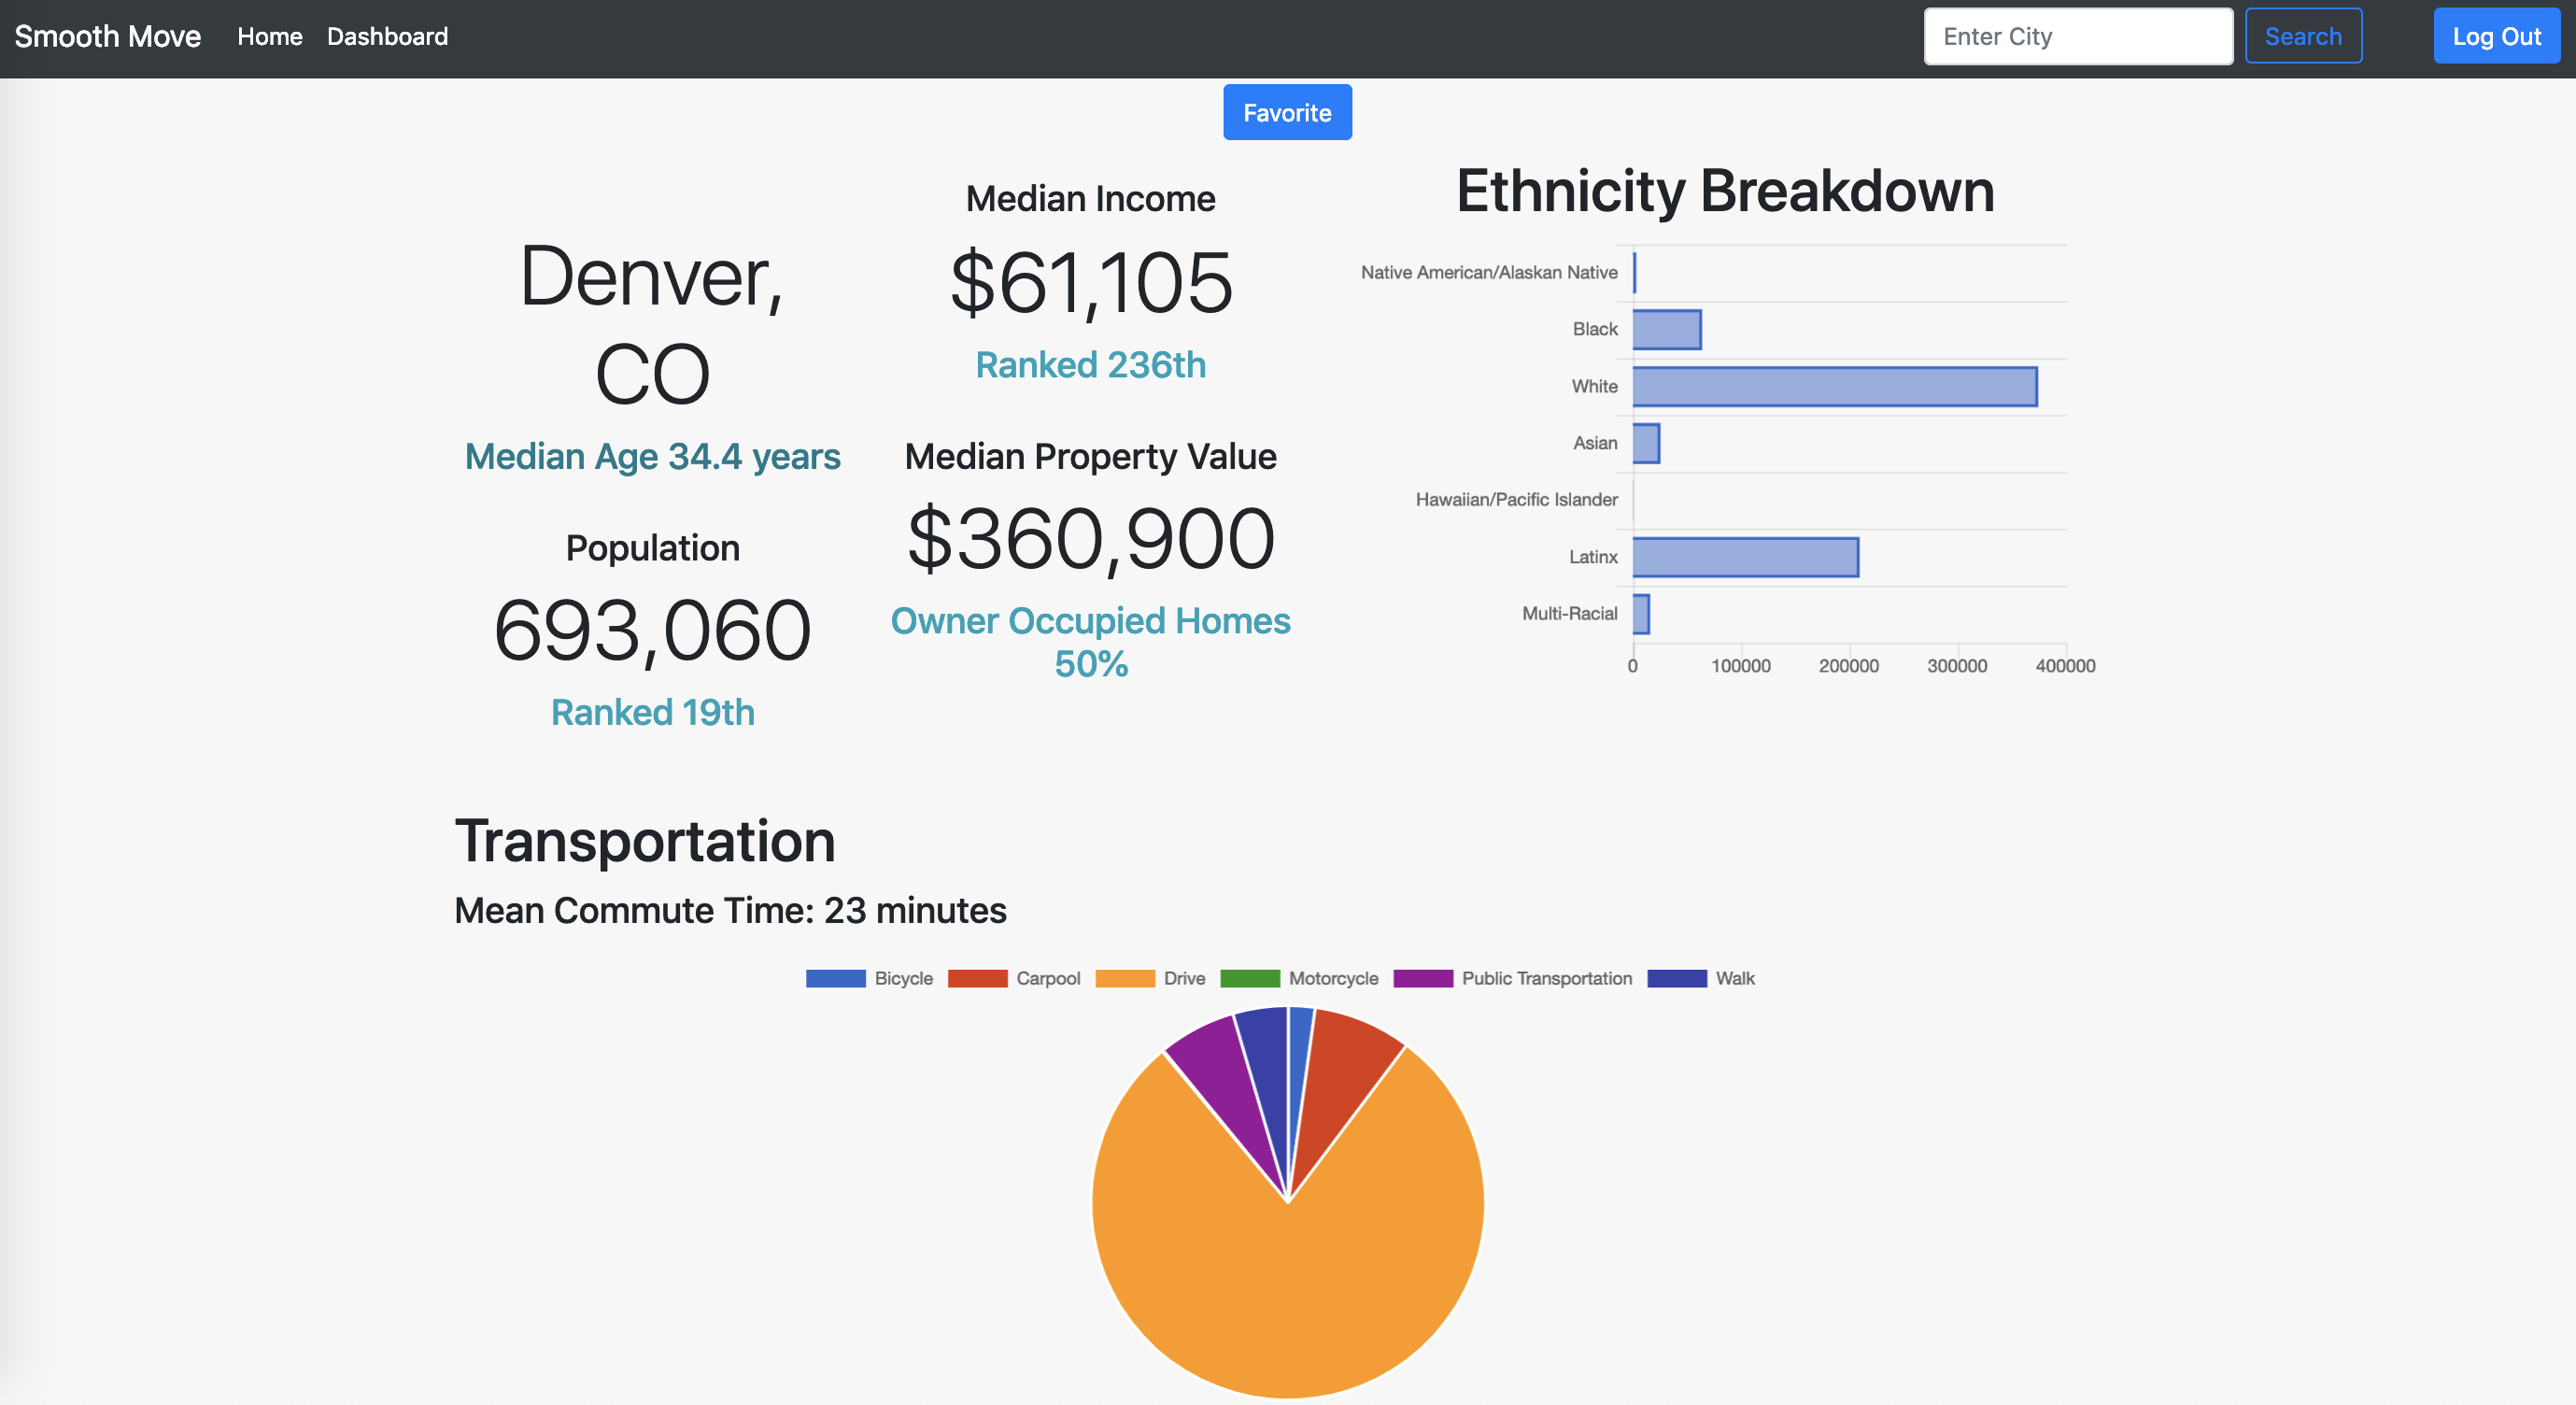 Smooth Move Home Dashboard Enter City Search Log Out
Favorite
Denver,
CO
Median Age 34.4 years
Population
693,060
Ranked 19th
Median Income
$61,105
Ranked 236th
Median Property Value
$360,900
Owner Occupied Homes
50%
Ethnicity Breakdown
Native American/Alaskan Native
Black
White
Asian
Hawaiian/Pacific Islander
Latinx
Multi-Racial
0 100000 200000 300000 400000
Transportation
Mean Commute Time: 23 minutes
Bicycle Carpool Drive Motorcycle Public Transportation Walk